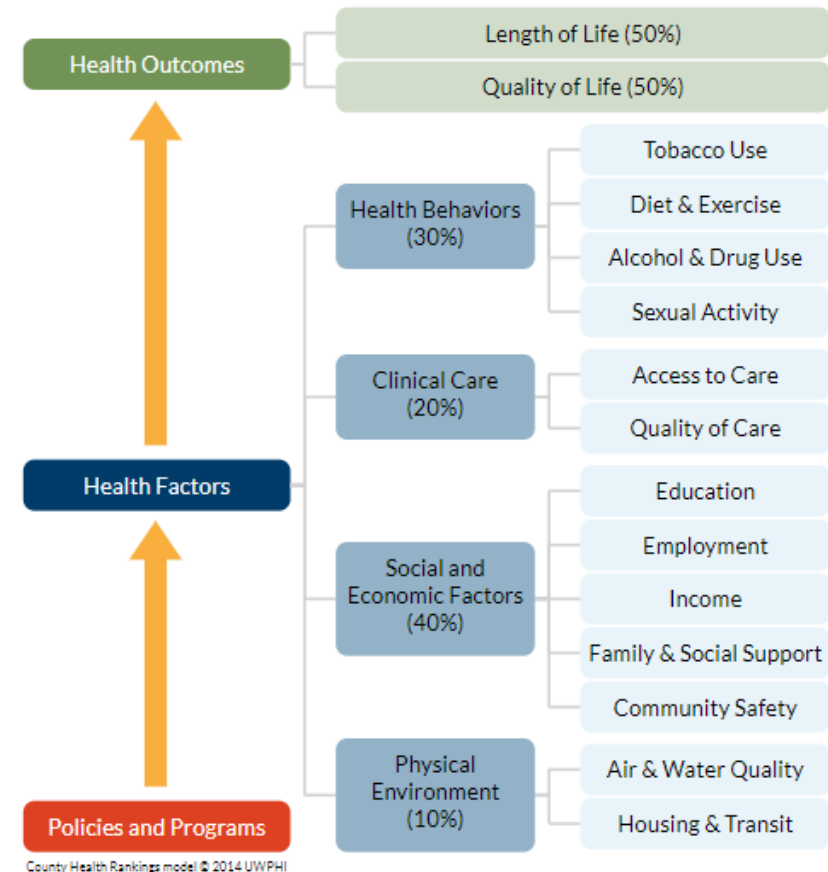 Health Outcomes
Length of Life (50%)
Quality of Life (50%)
Health Factors
Health Behaviors
(30%)
Tobacco Use
Diet & Exercise
Alcohol & Drug Use
Sexual Activity
Clinical Care
(20%)
Access to Care
Quality of Care
Social and
Economic Factors
(40%)
Education
Employment
Income
Family & Social Support
Community Safety
Physical
Environment
(10%)
Air & Water Quality
Housing & Transit
Policies and Programs
County Health Rankings model © 2014 UWPHI